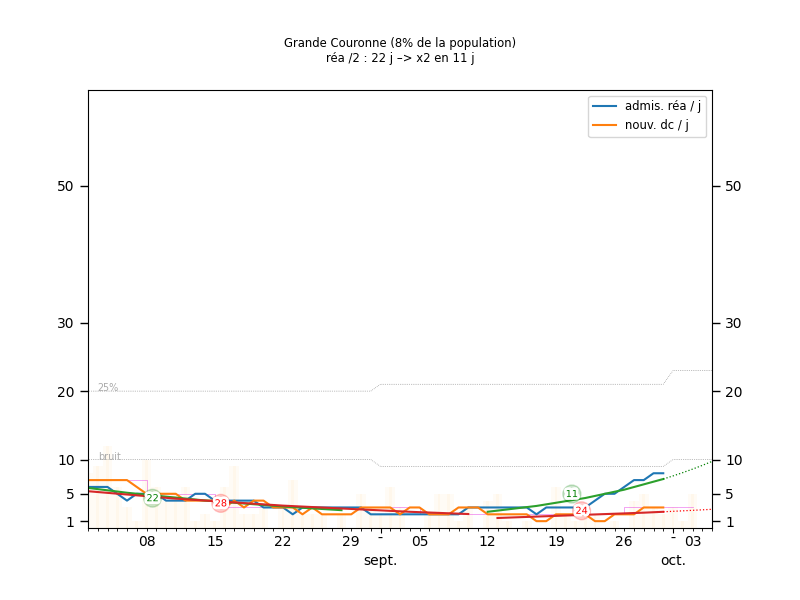 Grande Couronne (8% de la population)
réa /2 : 22 j –> x2 en 11 j
admis. réa / j
nouv. dc / j
50 50
30 30
25%
20 20
bruit
10 10
11
22
5 5
28
24
1 1
08 15 22 29 - 05 12 19 26 - 03
sept. oct.